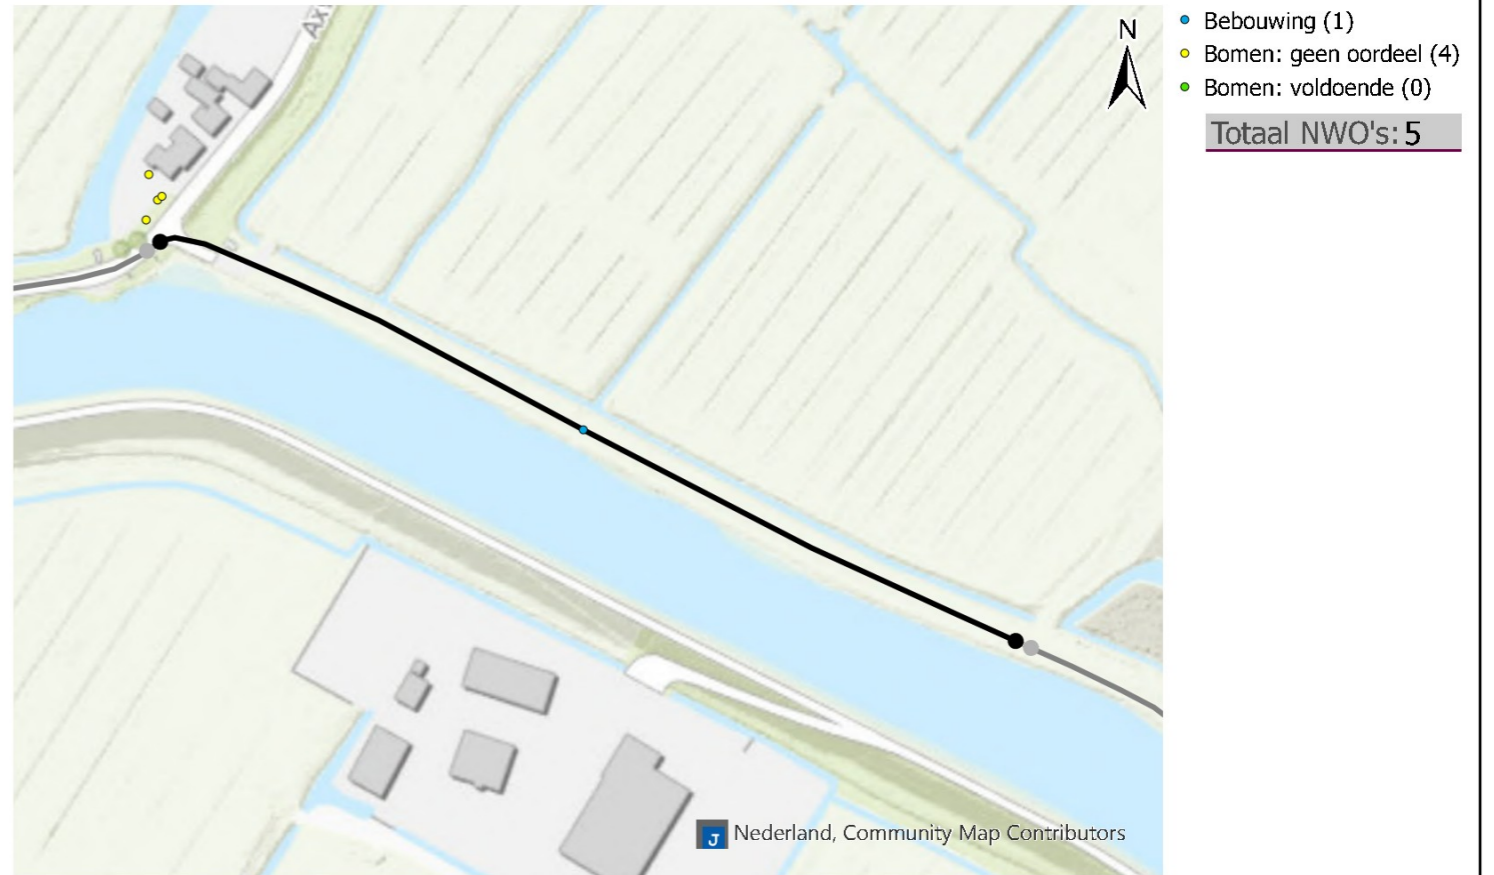 N
Bebouwing (1)
Bomen: geen oordeel (4)
Bomen: voldoende (0)
Totaal NWO's: 5
J Nederland, Community Map Contributors